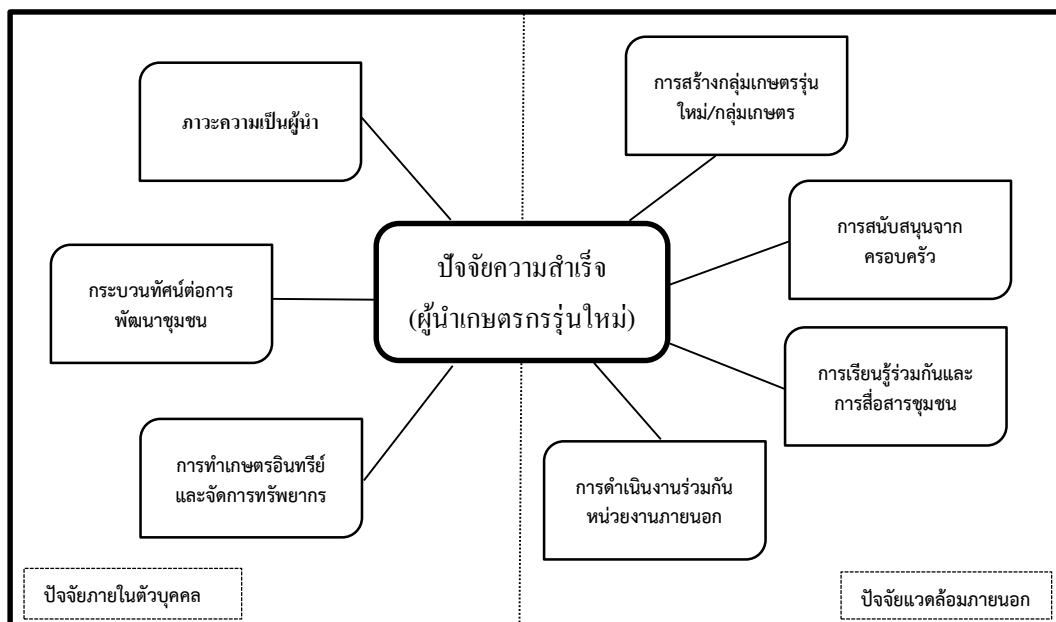 ภาวะความเป็นผู้นำ
การสร้างกลุ่มเกษตรรุ่น
ใหม่/กลุ่มเกษตร
การสนับสนุนจาก
ครอบครัว
ปัจจัยความสำเร็จ
(ผู้นำเกษตรกรรุ่นใหม่)
กระบวนทัศน์ต่อการ
พัฒนาชุมชน
การเรียนรู้ร่วมกันและ
การสื่อสารชุมชน
การทำเกษตรอินทรีย์
และจัดการทรัพยากร
การดำเนินงานร่วมกัน
หน่วยงานภายนอก
ปัจจัยภายในตัวบุคคล
ปัจจัยแวดล้อมภายนอก